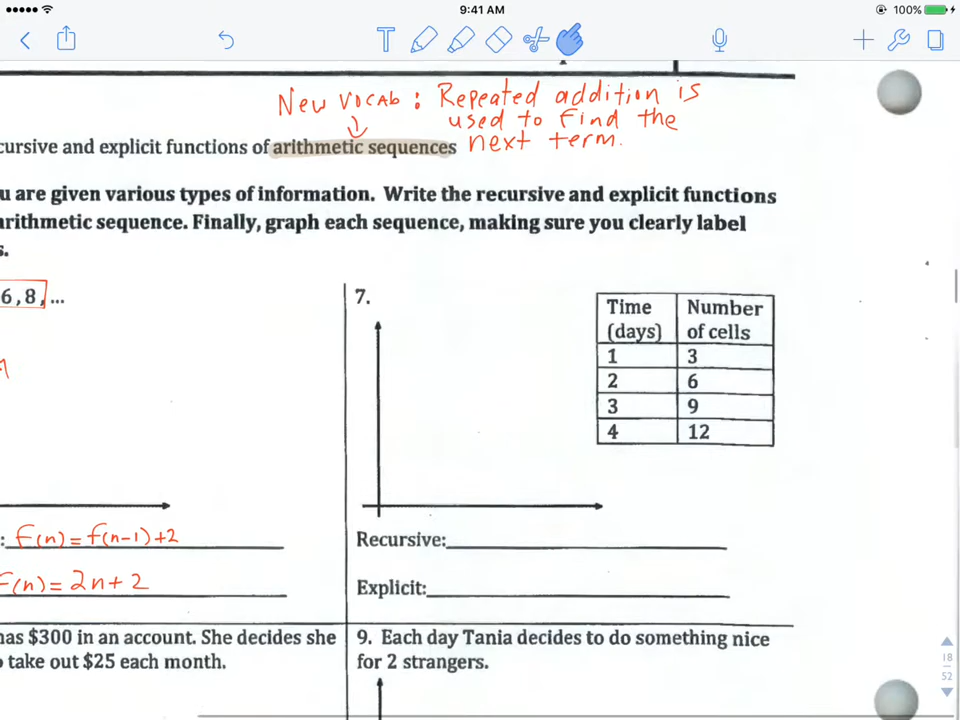 9:41 AM
100%
T
New vocab : Repeated addition is
used to find the
next term.
cursive and explicit functions of arithmetic sequences
u are given various types of information. Write the recursive and explicit functions
arithmetic sequence. Finally, graph each sequence, making sure you clearly label
s.
6, 8, ...
7.
Time (days) Number of cells
1 3
2 6
3 9
4 12
: f(n) = f(n-1)+2
f(n) = 2n + 2
Recursive:
Explicit:
has $300 in an account. She decides she
take out $25 each month.
9. Each day Tania decides to do something nice
for 2 strangers.
18
52